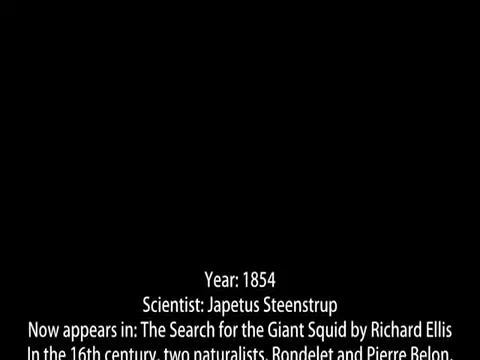 Year: 1854
Scientist: Japetus Steenstrup
Now appears in: The Search for the Giant Squid by Richard Ellis
In the 16th century, two naturalists, Rondelet and Pierre Belon,